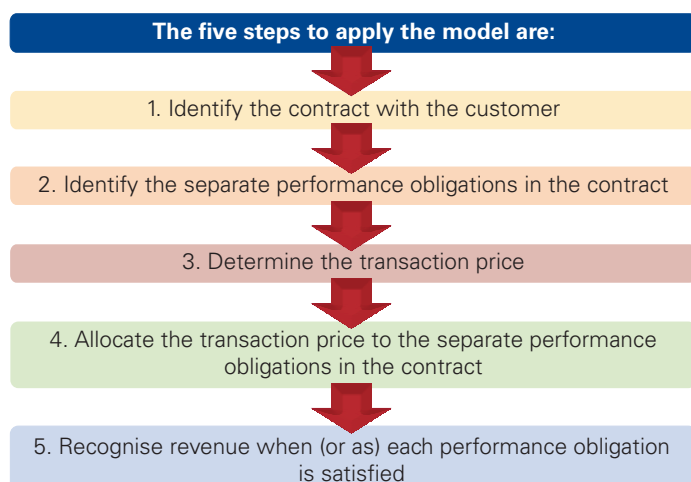 The five steps to apply the model are:
1. Identify the contract with the customer
2. Identify the separate performance obligations in the contract
3. Determine the transaction price
4. Allocate the transaction price to the separate performance
obligations in the contract
5. Recognise revenue when (or as) each performance obligation
is satisfied